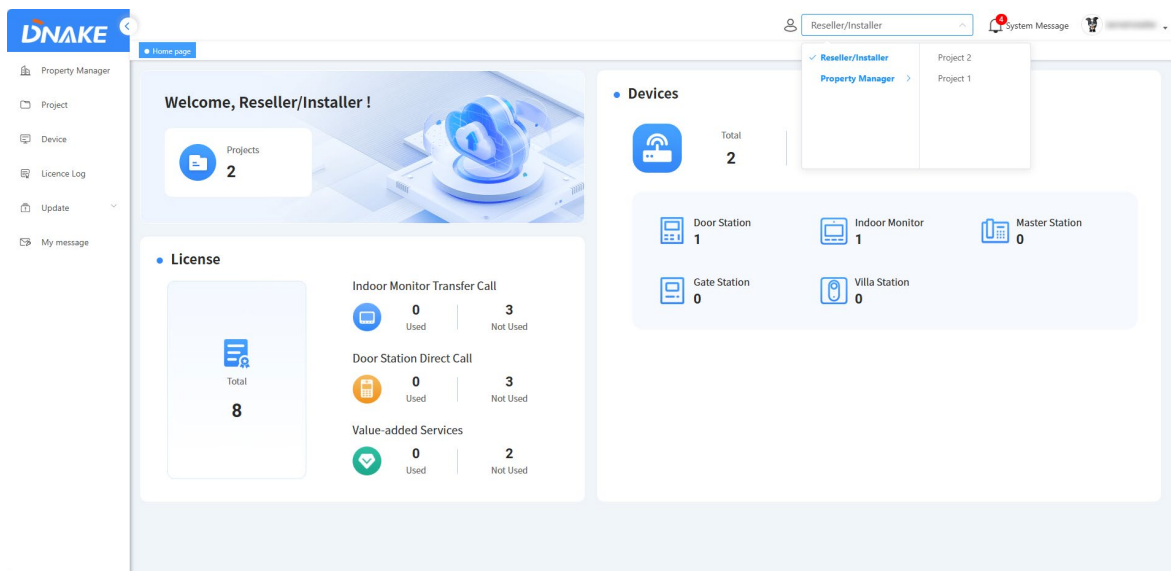 DNAKE
Reseller/Installer
4
System Message
Home page
Property Manager
Project
Device
Licence Log
Update
My message
Reseller/Installer
Property Manager
Project 2
Project 1
Welcome, Reseller/Installer !
Projects
2
Devices
Total
2
Door Station
1
Indoor Monitor
1
Master Station
0
Gate Station
0
Villa Station
0
License
Total
8
Indoor Monitor Transfer Call
0 3
Used Not Used
Door Station Direct Call
0 3
Used Not Used
Value-added Services
0 2
Used Not Used